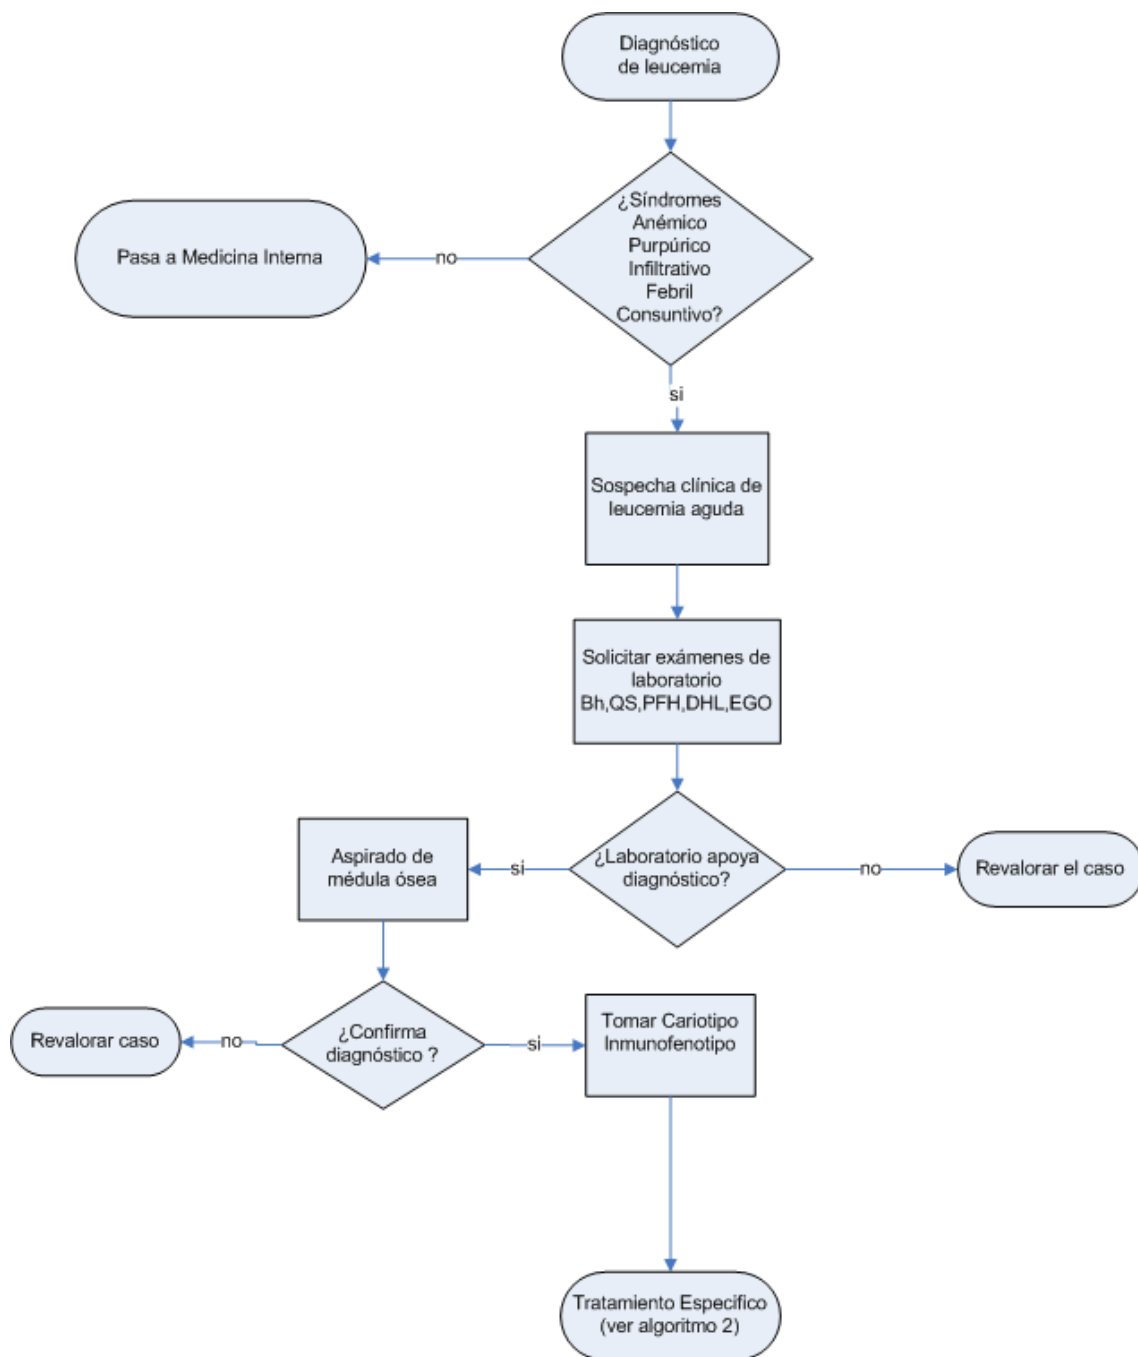 Diagnóstico
de leucemia
¿Síndromes
Anémico
Purpúrico
Infiltrativo
Febril
Consuntivo?
no
Pasa a Medicina Interna
si
Sospecha clínica de
leucemia aguda
Solicitar exámenes de
laboratorio
Bh,QS,PFH,DHL,EGO
¿Laboratorio apoya
diagnóstico?
no
Revalorar el caso
si
Aspirado de
médula ósea
¿Confirma
diagnóstico ?
no
Revalorar caso
si
Tomar Cariotipo
Inmunofenotipo
Tratamiento Especifico
(ver algoritmo 2)